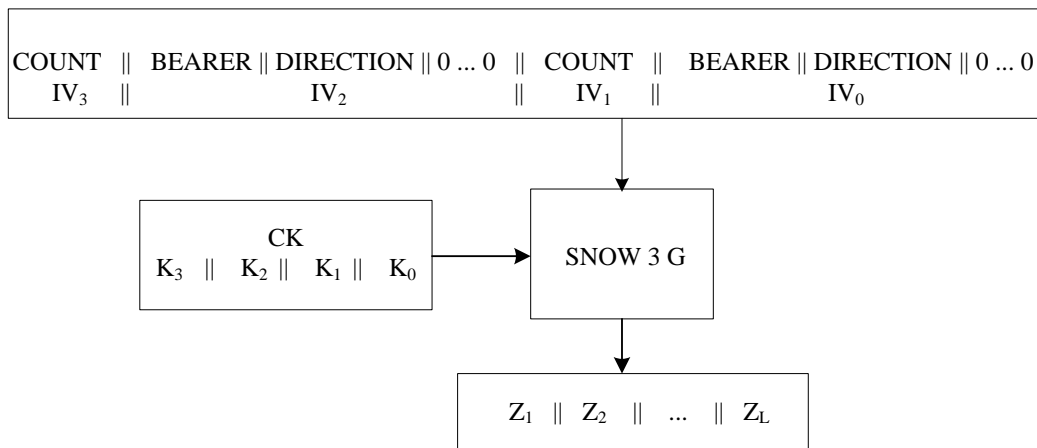 COUNT || BEARER || DIRECTION || 0 ... 0 || COUNT || BEARER || DIRECTION || 0 ... 0
IV₃ || IV₂ || IV₁ || IV₀
CK
K₃ || K₂ || K₁ || K₀
SNOW 3 G
Z₁ || Z₂ || ... || Z_L